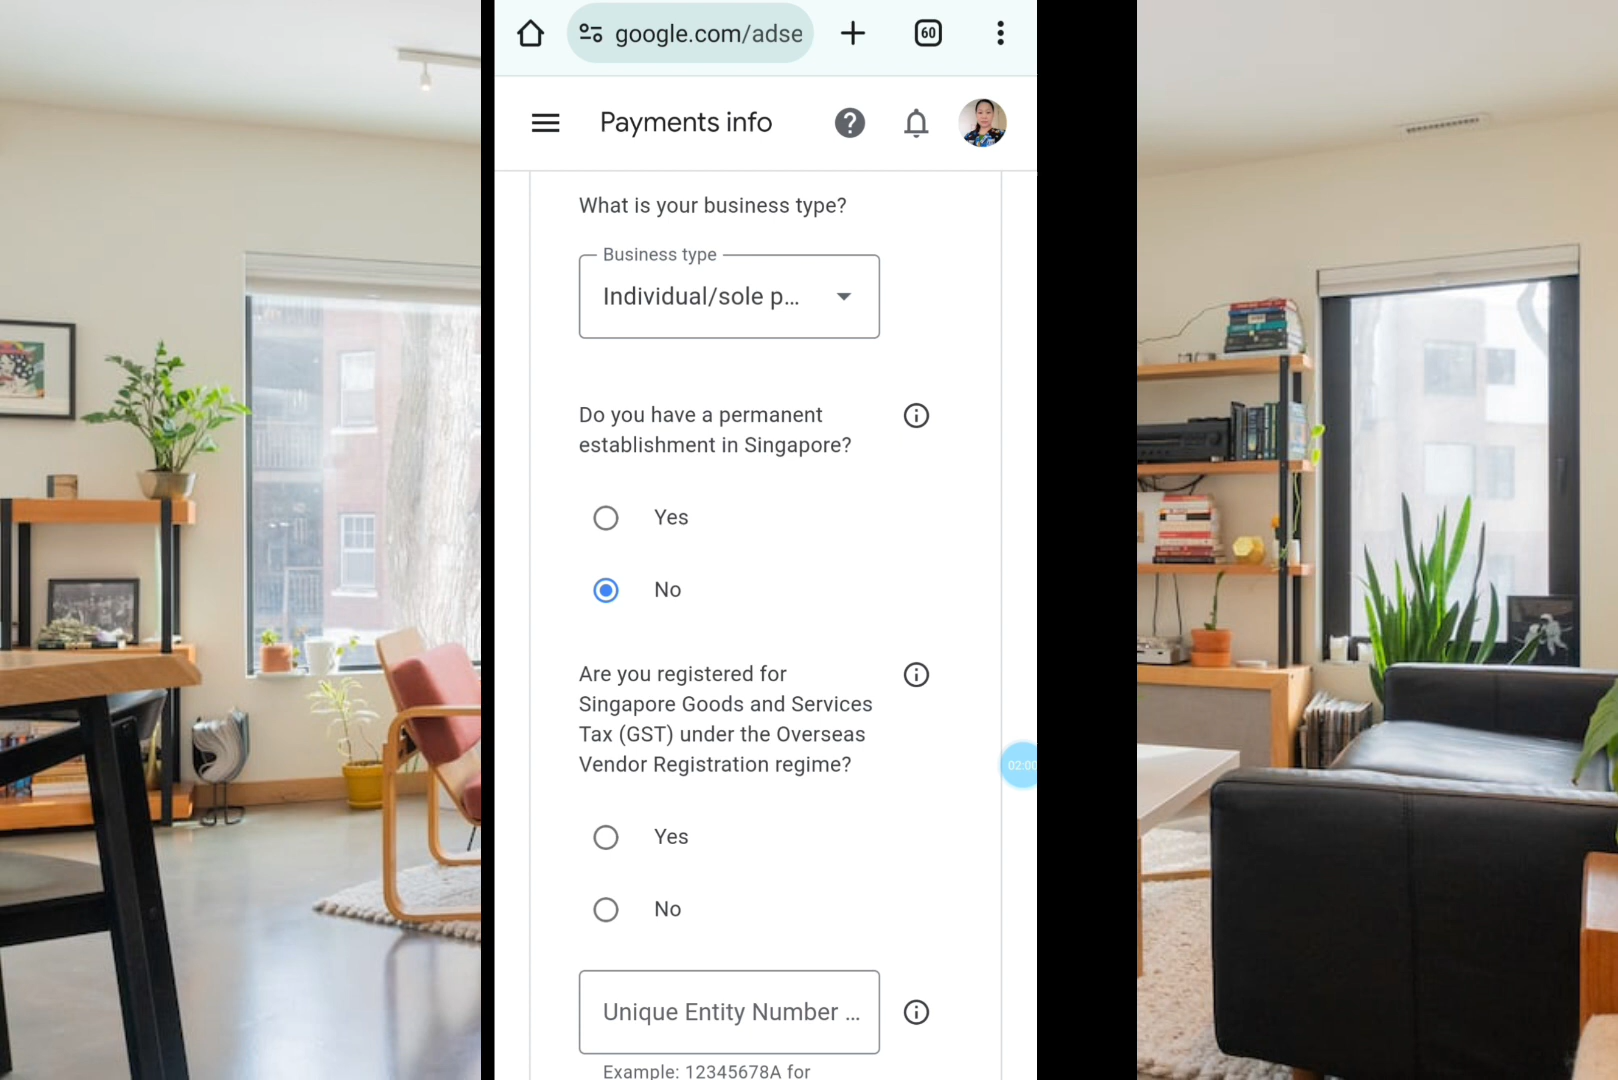 google.com/adse
60
Payments info
What is your business type?
Business type
Individual/sole p...
Do you have a permanent
establishment in Singapore?
Yes
No
Are you registered for
Singapore Goods and Services
Tax (GST) under the Overseas
Vendor Registration regime?
02:00
Yes
No
Unique Entity Number ...
Example: 12345678A for